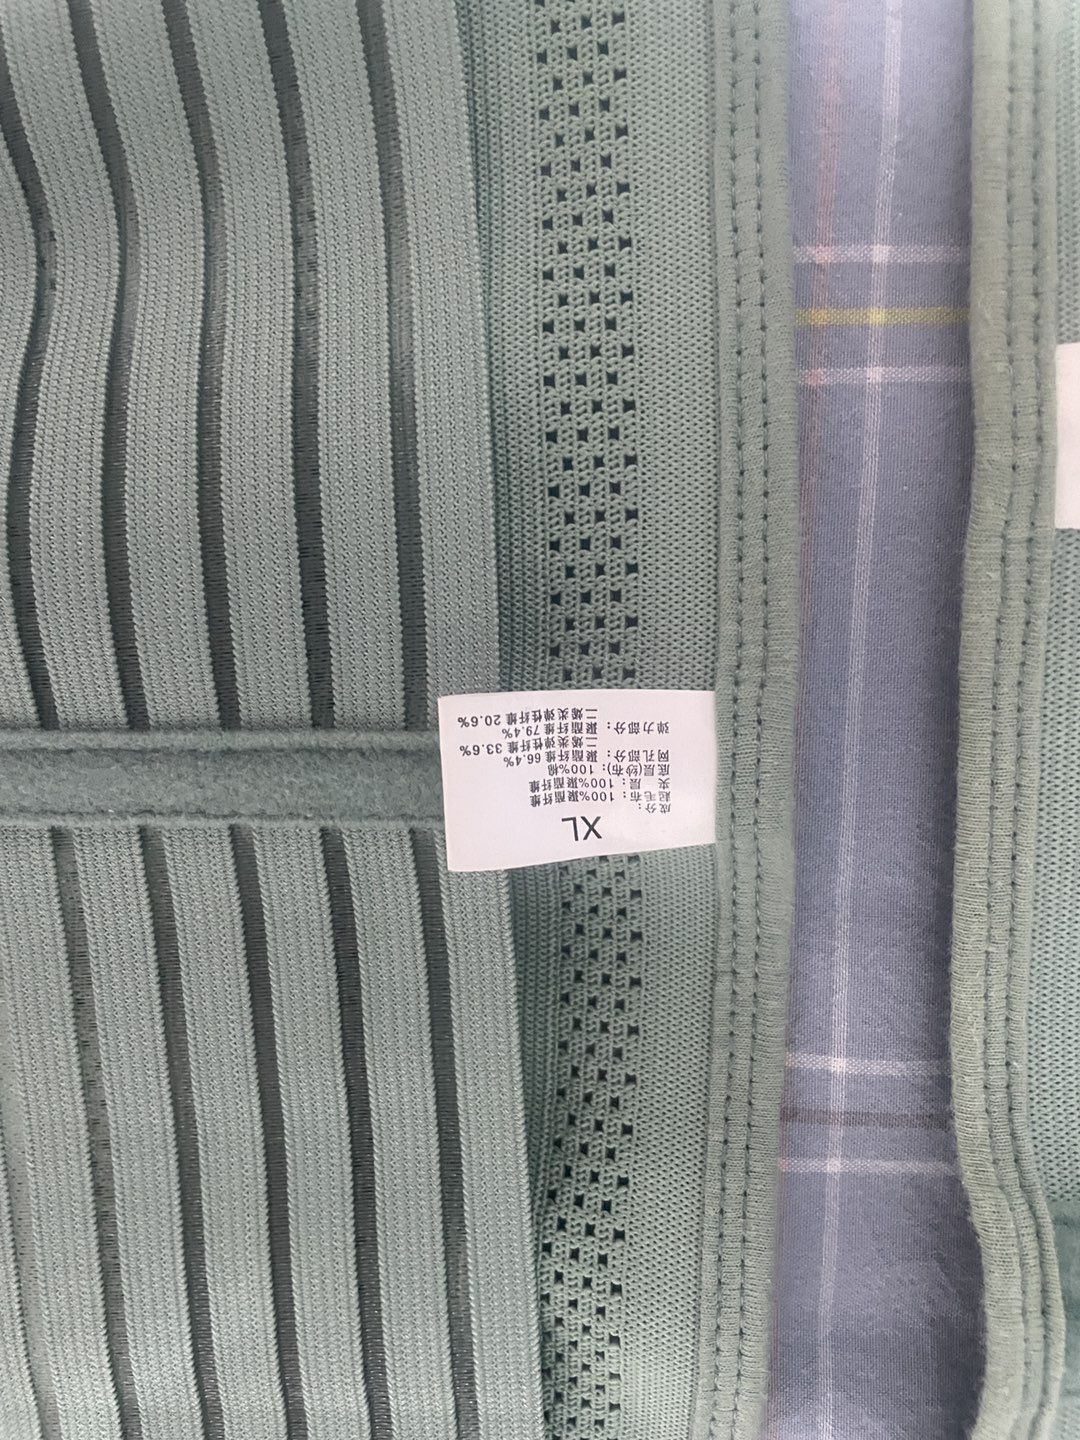 XL
成分：
起毛布：100%聚酯纤维
夹 层：100%聚酯纤维
底层(纱布)：100%棉
网孔部分：聚酯纤维 66.4%
二烯类弹性纤维 33.6%
弹力部分：聚酯纤维 79.4%
二烯类弹性纤维 20.6%